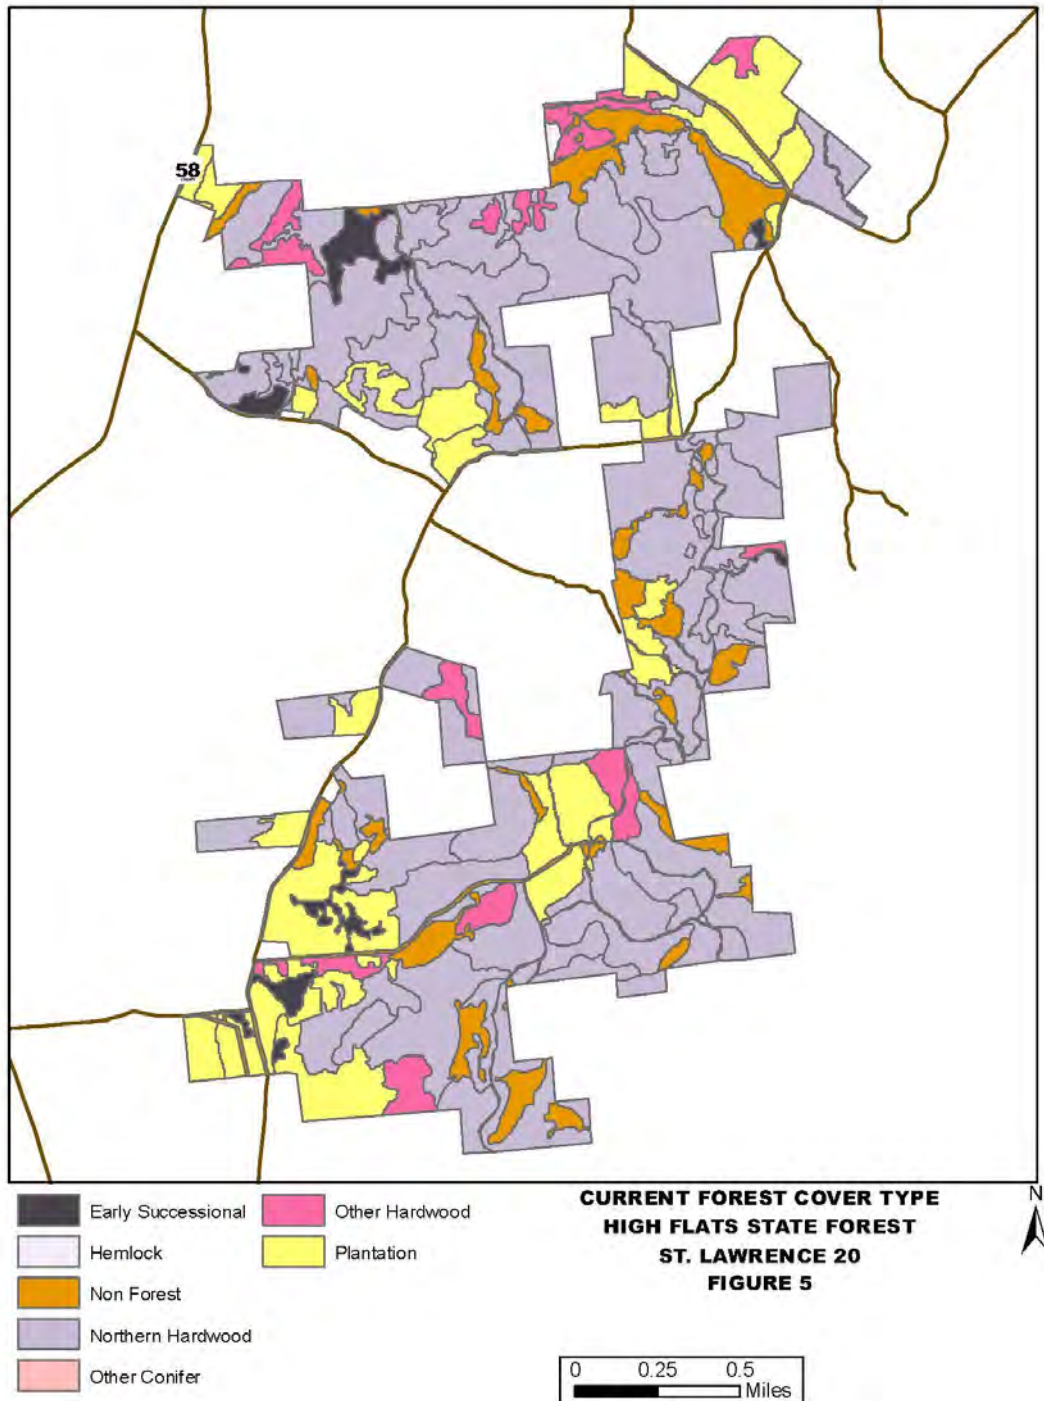 58
Early Successional
Hemlock
Non Forest
Northern Hardwood
Other Conifer
Other Hardwood
Plantation
CURRENT FOREST COVER TYPE
HIGH FLATS STATE FOREST
ST. LAWRENCE 20
FIGURE 5
N
0 0.25 0.5
Miles